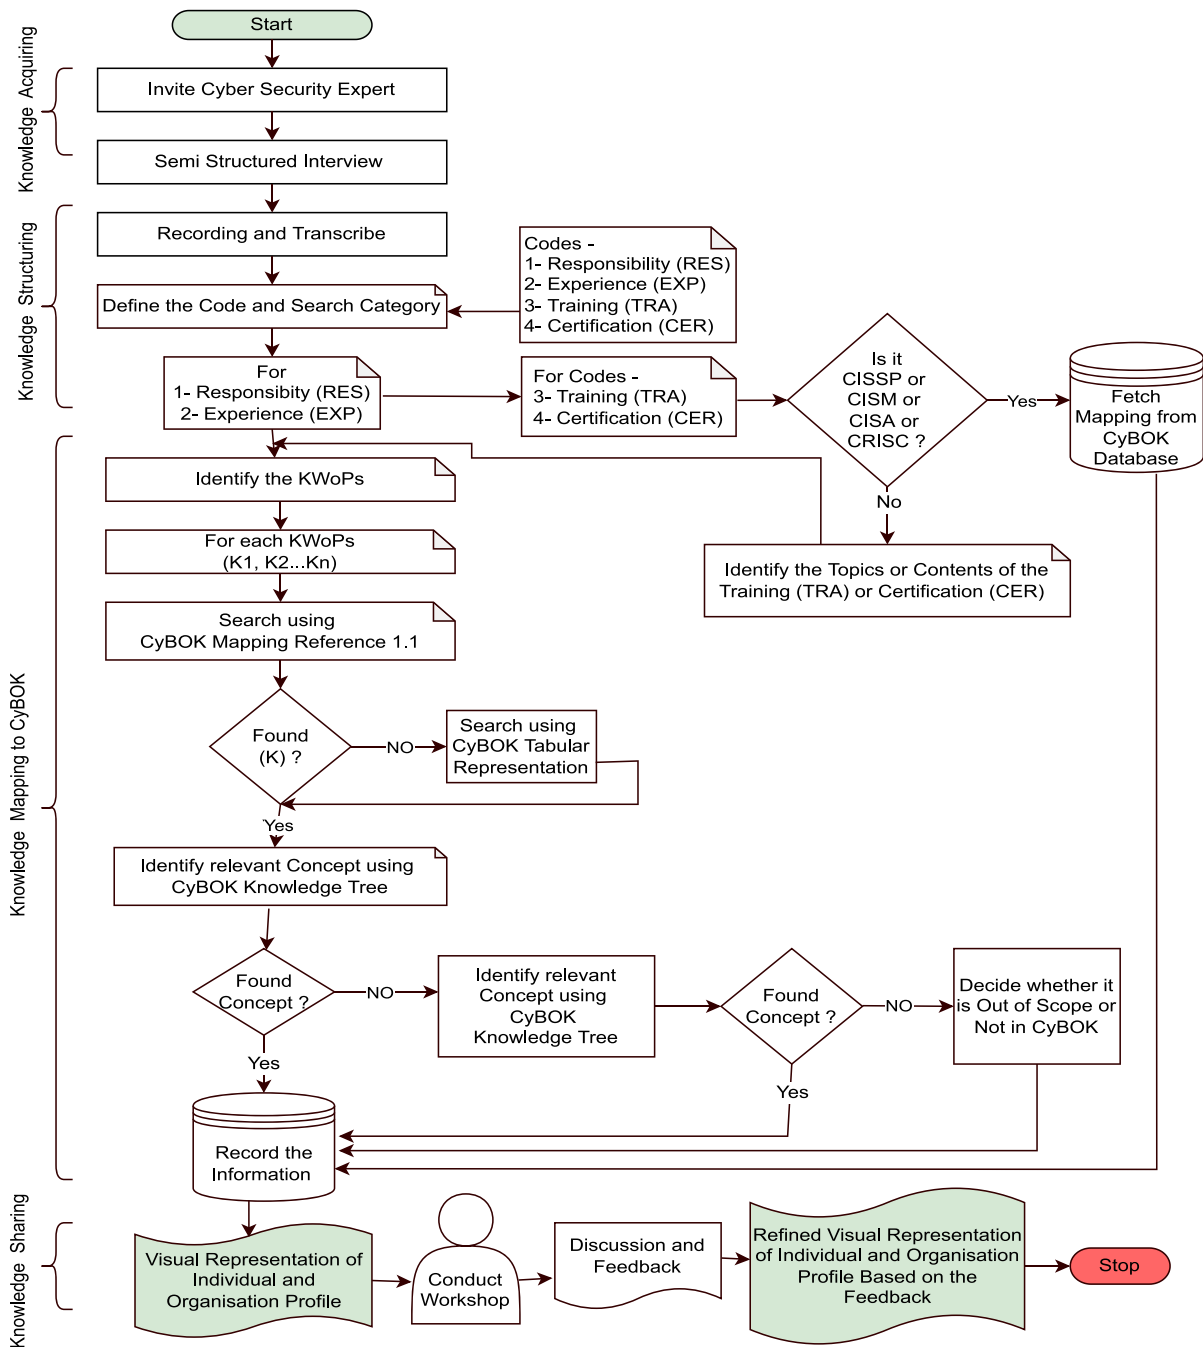 Start
Knowledge Acquiring
Invite Cyber Security Expert
Semi Structured Interview
Knowledge Structuring
Recording and Transcribe
Define the Code and Search Category
Codes -
1- Responsibility (RES)
2- Experience (EXP)
3- Training (TRA)
4- Certification (CER)
For
1- Responsibity (RES)
2- Experience (EXP)
For Codes -
3- Training (TRA)
4- Certification (CER)
Is it
CISSP or
CISM or
CISA or
CRISC ?
Yes
Fetch
Mapping from
CyBOK
Database
No
Identify the Topics or Contents of the
Training (TRA) or Certification (CER)
Knowledge Mapping to CyBOK
Identify the KWoPs
For each KWoPs
(K1, K2...Kn)
Search using
CyBOK Mapping Reference 1.1
Found
(K) ?
NO
Search using
CyBOK Tabular
Representation
Yes
Identify relevant Concept using
CyBOK Knowledge Tree
Found
Concept ?
NO
Identify relevant
Concept using
CyBOK
Knowledge Tree
Found
Concept ?
NO
Decide whether it
is Out of Scope or
Not in CyBOK
Yes
Yes
Record the
Information
Knowledge Sharing
Visual Representation of
Individual and
Organisation Profile
Conduct
Workshop
Discussion and
Feedback
Refined Visual Representation
of Individual and Organisation
Profile Based on the
Feedback
Stop